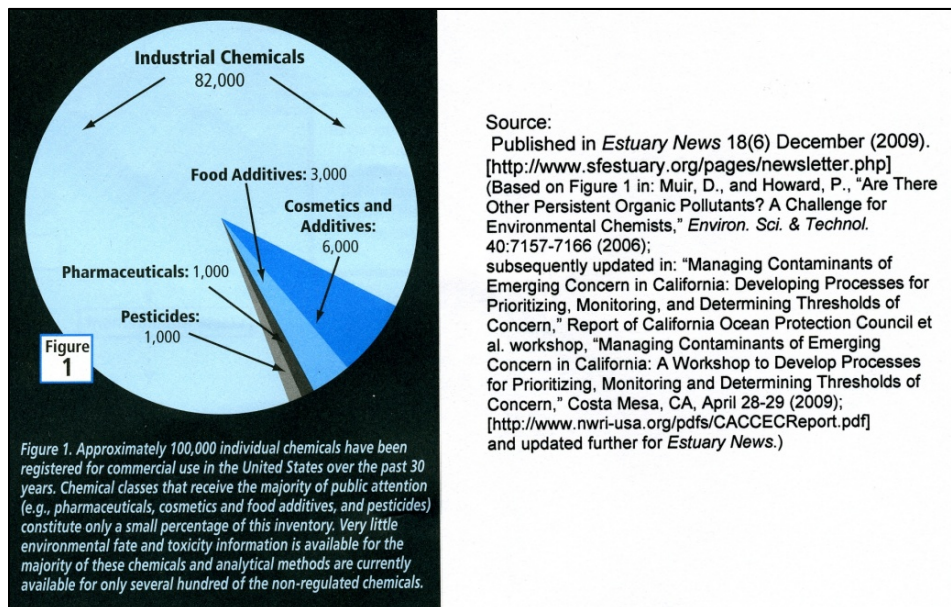 Industrial Chemicals
82,000
Food Additives: 3,000
Cosmetics and
Additives:
6,000
Pharmaceuticals: 1,000
Pesticides:
1,000
Figure
1
Figure 1. Approximately 100,000 individual chemicals have been
registered for commercial use in the United States over the past 30
years. Chemical classes that receive the majority of public attention
(e.g., pharmaceuticals, cosmetics and food additives, and pesticides)
constitute only a small percentage of this inventory. Very little
environmental fate and toxicity information is available for the
majority of these chemicals and analytical methods are currently
available for only several hundred of the non-regulated chemicals.
Source:
Published in Estuary News 18(6) December (2009).
[http://www.sfestuary.org/pages/newsletter.php]
(Based on Figure 1 in: Muir, D., and Howard, P., "Are There
Other Persistent Organic Pollutants? A Challenge for
Environmental Chemists," Environ. Sci. & Technol.
40:7157-7166 (2006);
subsequently updated in: "Managing Contaminants of
Emerging Concern in California: Developing Processes for
Prioritizing, Monitoring, and Determining Thresholds of
Concern," Report of California Ocean Protection Council et
al. workshop, "Managing Contaminants of Emerging
Concern in California: A Workshop to Develop Processes
for Prioritizing, Monitoring and Determining Thresholds of
Concern," Costa Mesa, CA, April 28-29 (2009);
[http://www.nwri-usa.org/pdfs/CACCECReport.pdf]
and updated further for Estuary News.)